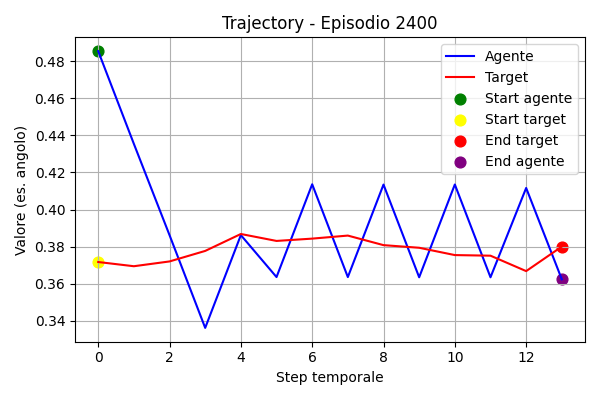 Trajectory - Episodio 2400
Valore (es. angolo)
0.48
0.46
0.44
0.42
0.40
0.38
0.36
0.34
Agente
Target
Start agente
Start target
End target
End agente
0 2 4 6 8 10 12
Step temporale